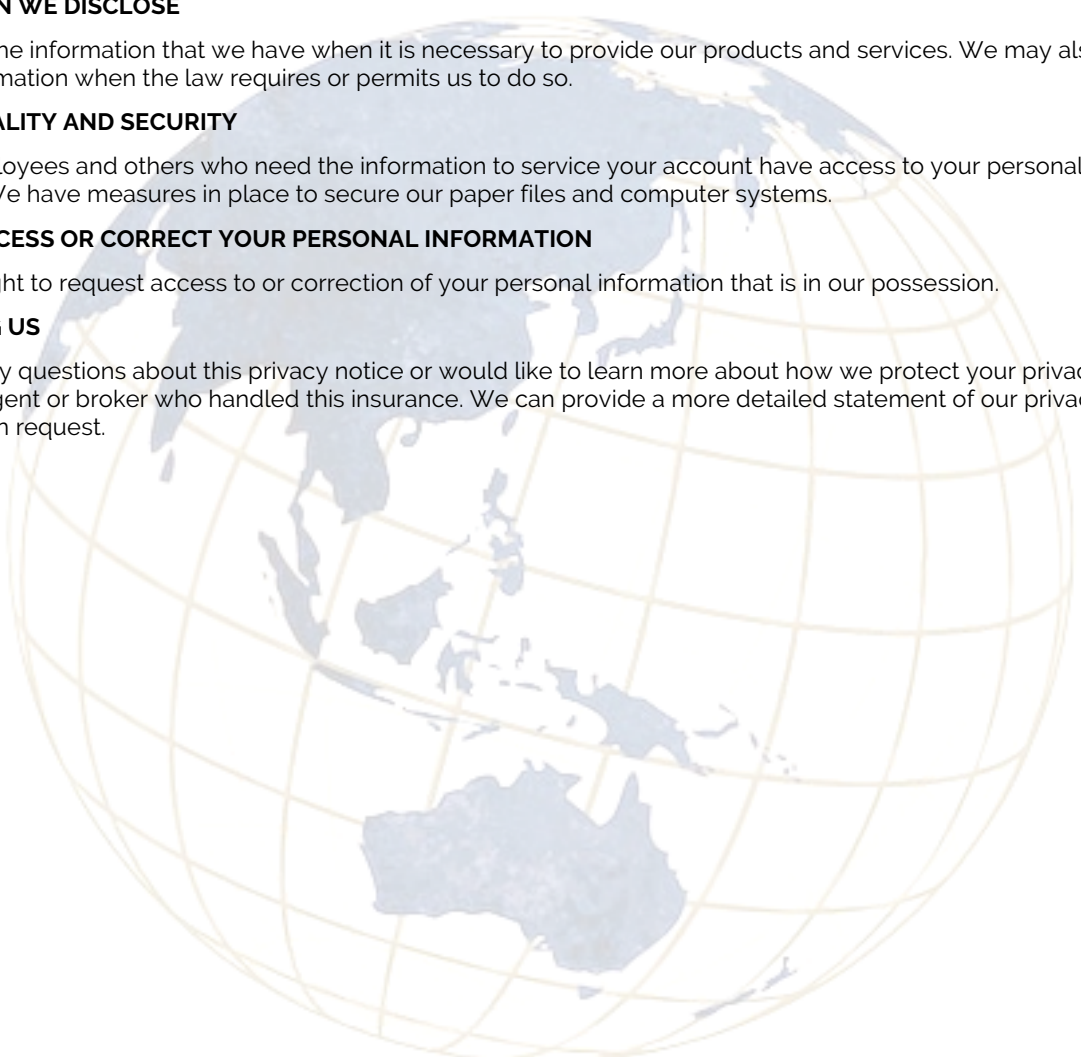 N WE DISCLOSE
he information that we have when it is necessary to provide our products and services. We may als
mation when the law requires or permits us to do so.
ALITY AND SECURITY
loyees and others who need the information to service your account have access to your personal
We have measures in place to secure our paper files and computer systems.
CESS OR CORRECT YOUR PERSONAL INFORMATION
ght to request access to or correction of your personal information that is in our possession.
G US
y questions about this privacy notice or would like to learn more about how we protect your privac
gent or broker who handled this insurance. We can provide a more detailed statement of our privac
n request.